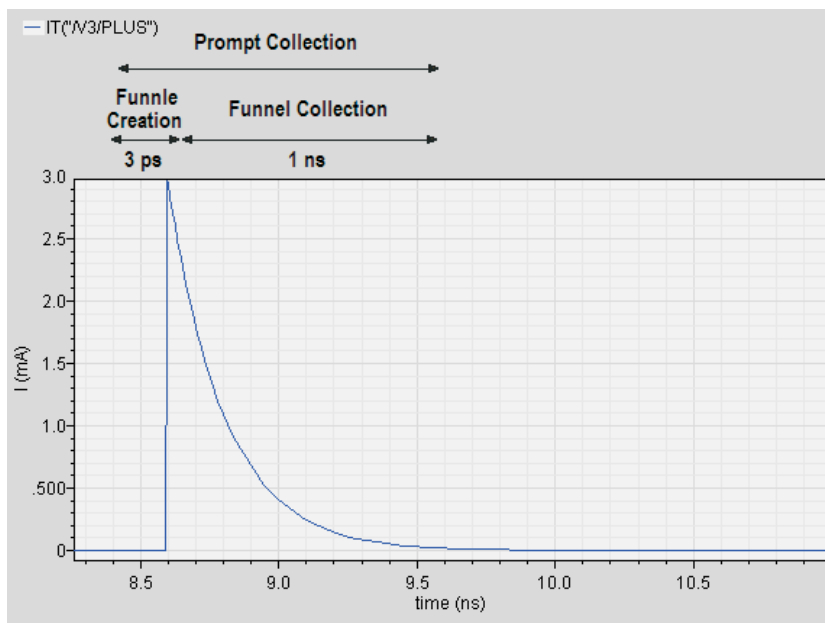 IT("/V3/PLUS")
Prompt Collection
Funnle
Creation
Funnel Collection
3 ps
1 ns
3.0
2.5
2.0
1.5
1.0
.500
0
I (mA)
8.5 9.0 9.5 10.0 10.5
time (ns)